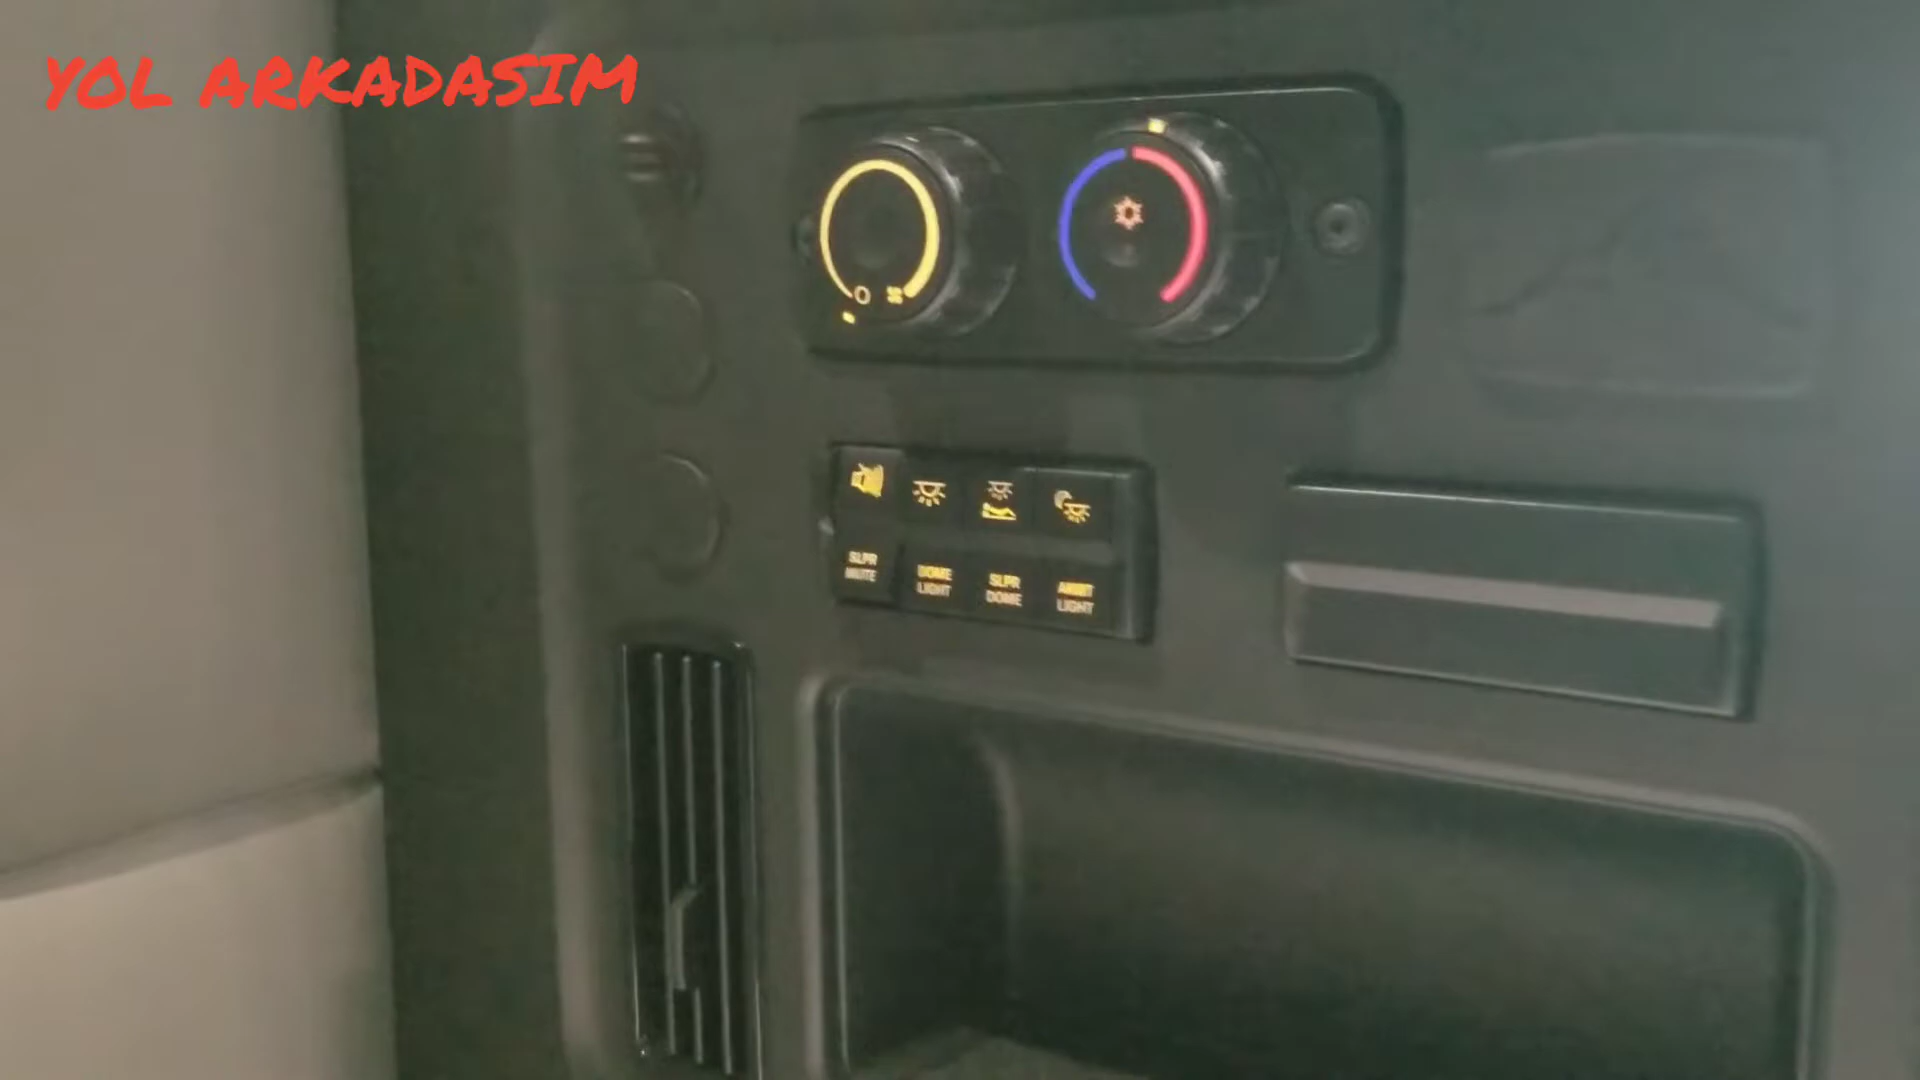 YOL ARKADASIM
SLPR
MUTE
DOME
LIGHT
SLPR
DOME
AMBT
LIGHT